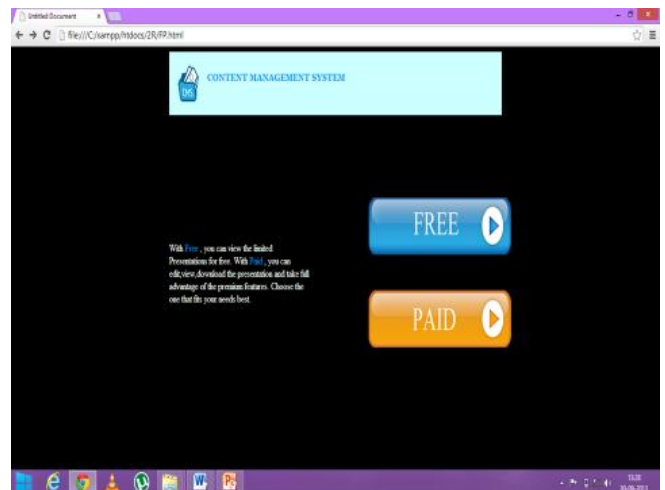 Untitled Document
file:///C:/xampp/htdocs/2R/FP.html
CMS
CONTENT MANAGEMENT SYSTEM
With Free , you can view the limited
Presentations for free. With Paid , you can
edit,view,download the presentation and take full
advantage of the premium features. Choose the
one that fits your needs best.
FREE
PAID